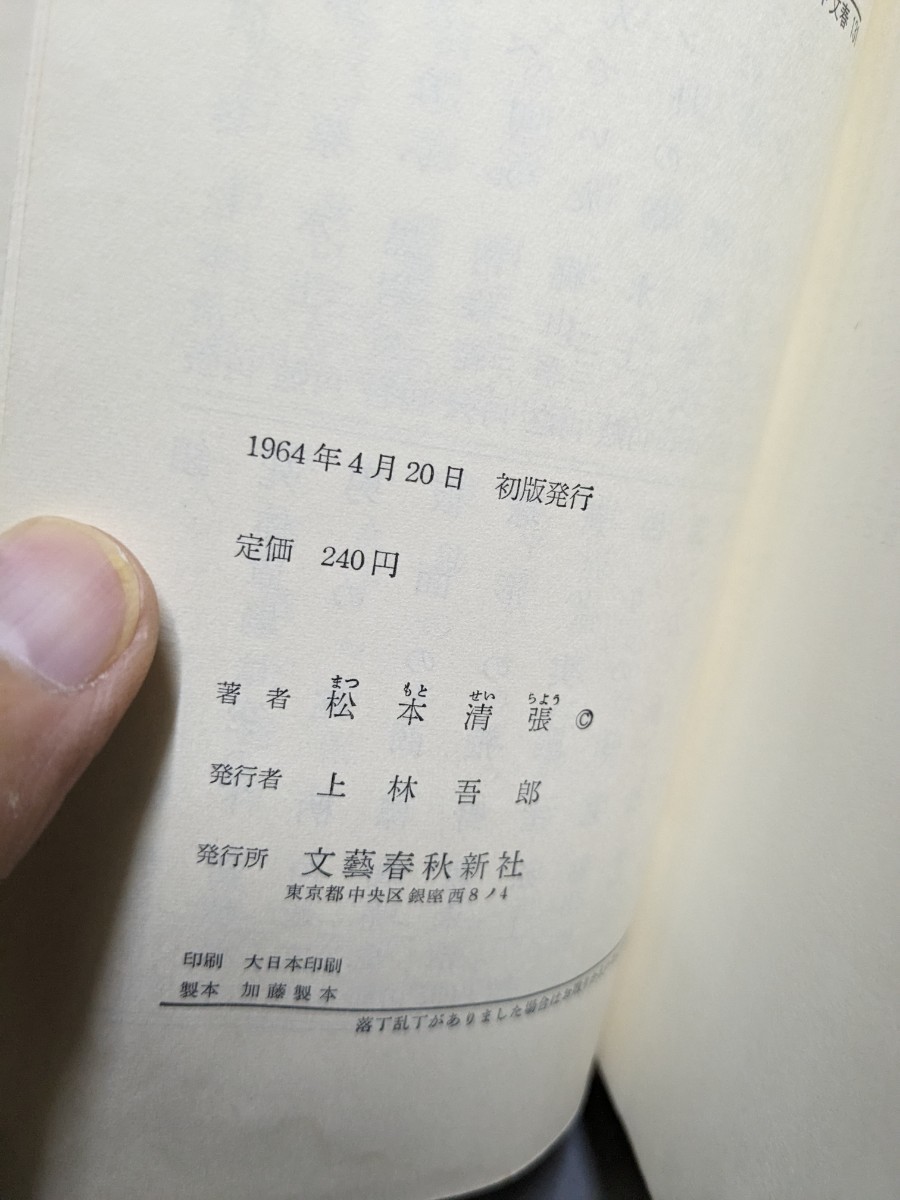 1964年4月20日 初版発行
定価 240円
著者 松本清張 ©
まつ もと せい ちよう
発行者 上林吾郎
発行所 文藝春秋新社
東京都中央区銀座西8ノ4
印刷 大日本印刷
製本 加藤製本
落丁乱丁がありました場合はお